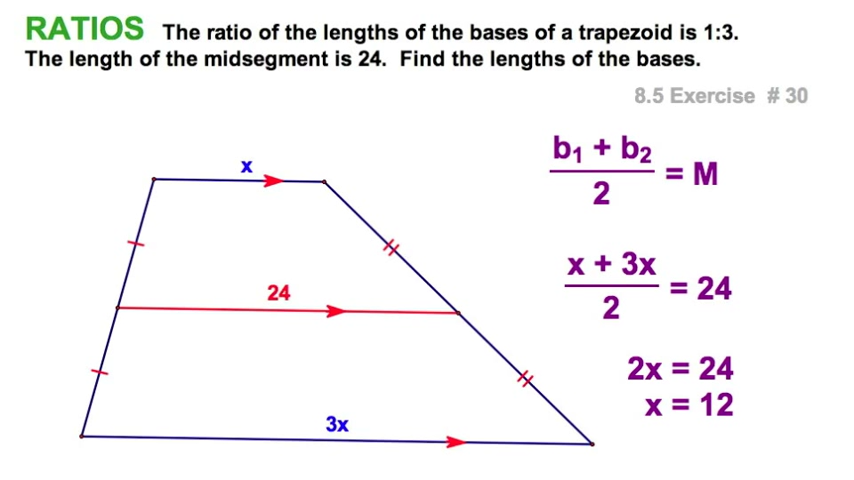 RATIOS The ratio of the lengths of the bases of a trapezoid is 1:3.
The length of the midsegment is 24. Find the lengths of the bases.
8.5 Exercise # 30
x
24
3x
b₁ + b₂
2
= M
x + 3x
2
= 24
2x = 24
x = 12